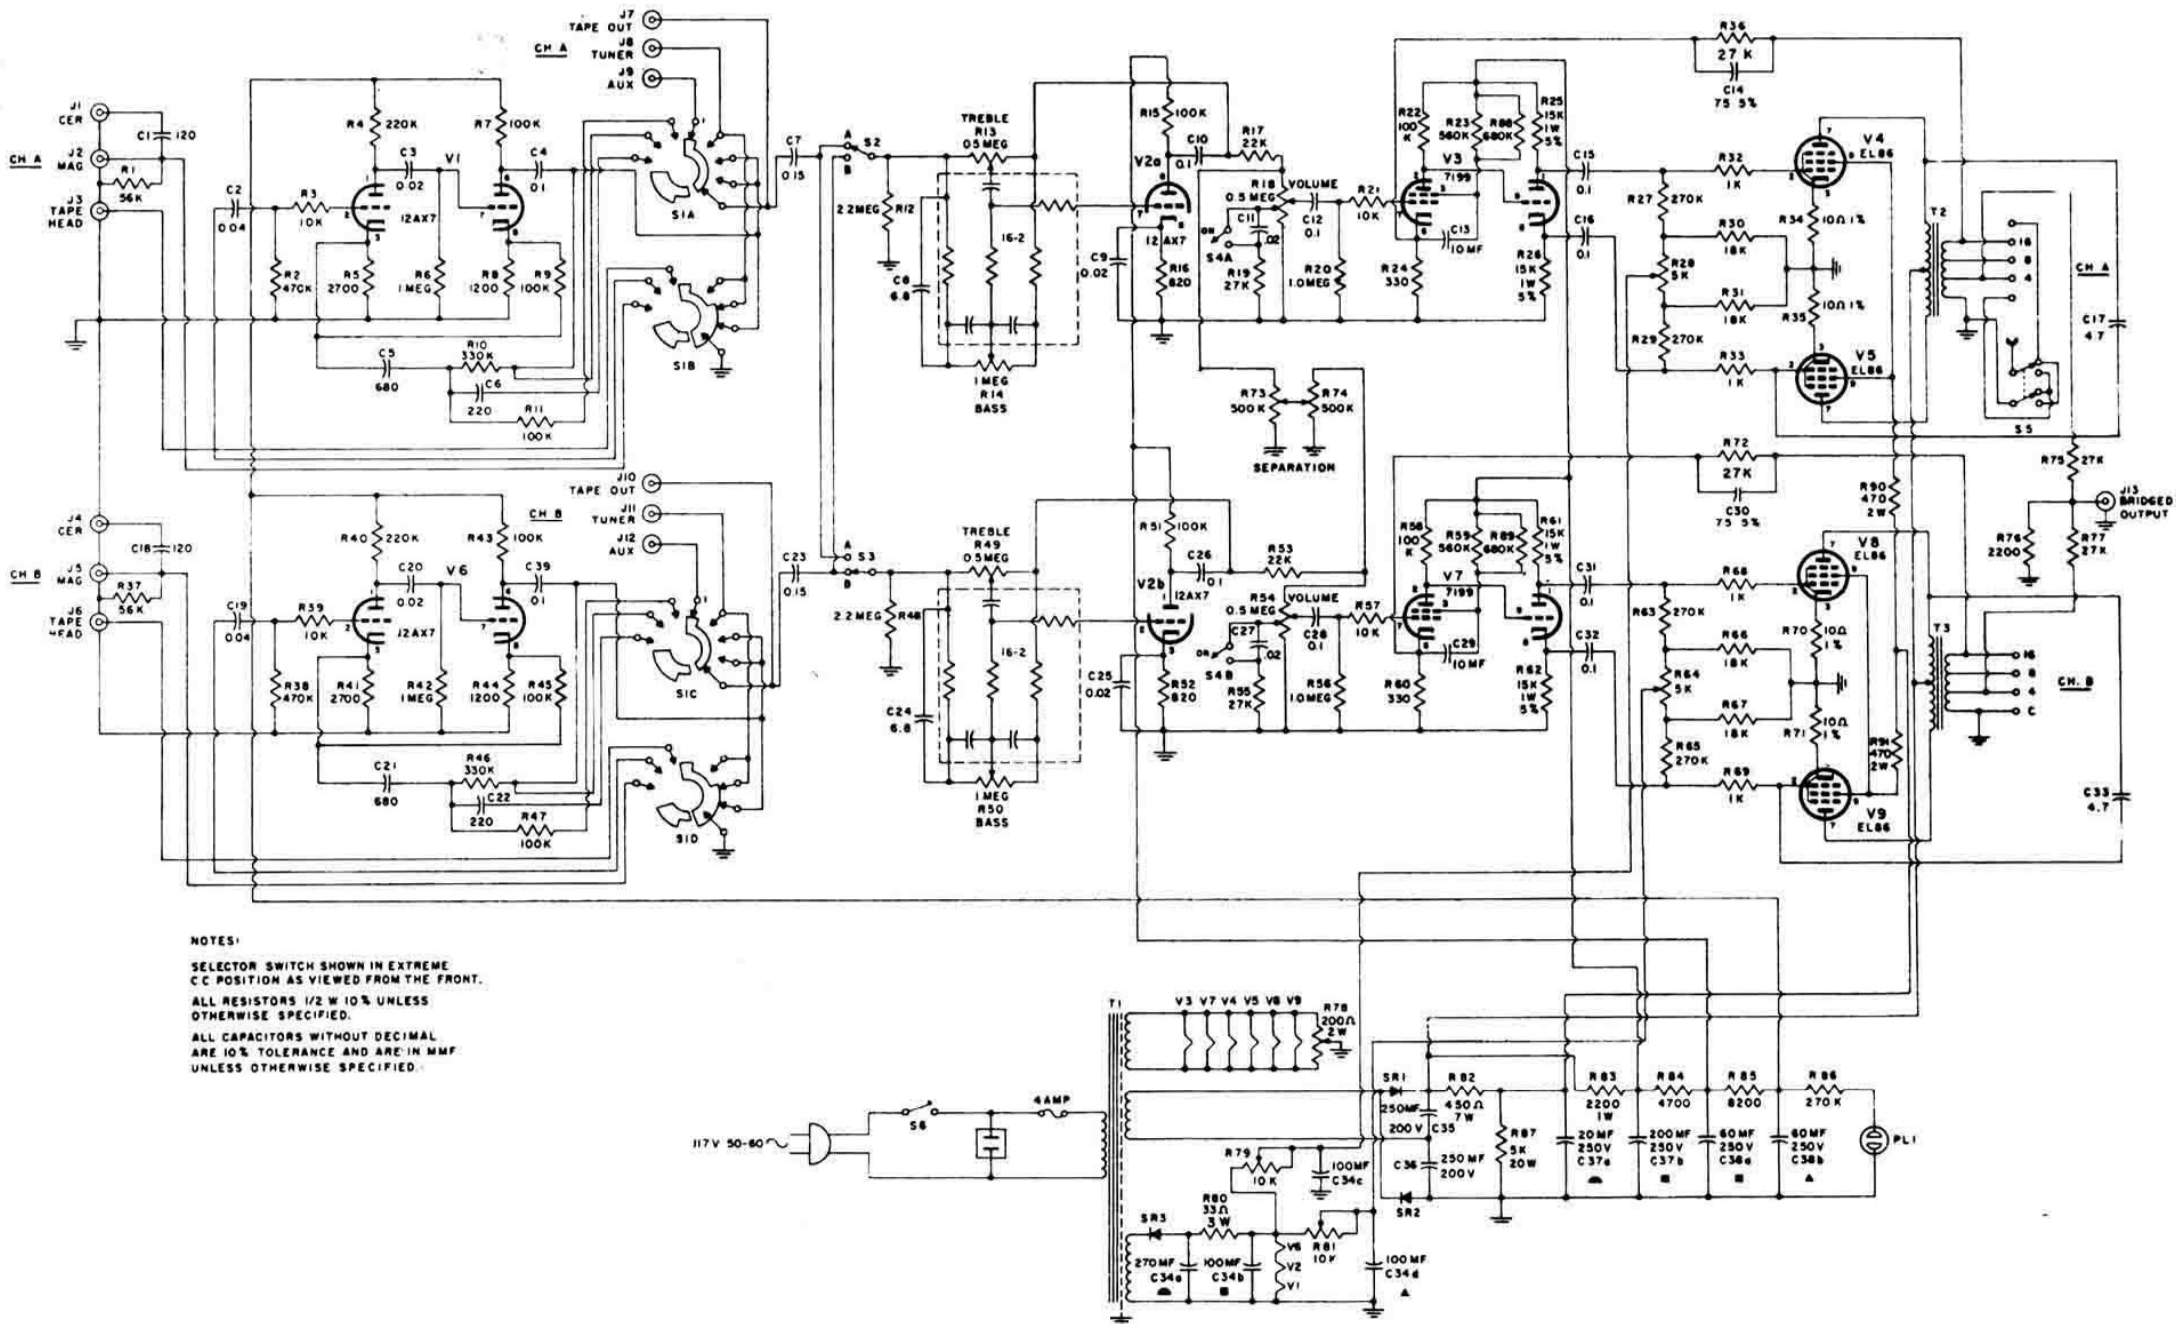 J1
CER
C1 120
CH A
J2
MAG
R1
56K
J3
TAPE
HEAD
C2
0.04
R3
10K
R2
470K
R4 220K
C3
0.02
V1
12AX7
R5
2700
R6
1MEG
R7 100K
C4
0.1
R8
1200
R9
100K
C5
680
R10
330K
C6
220
R11
100K
J7
TAPE OUT
CH A
J8
TUNER
J9
AUX
S1A
S1B
C7
0.15
A
S2
B
2.2MEG R12
TREBLE
R13
0.5MEG
C8
6.8
16-2
1MEG
R14
BASS
R15 100K
V2a
12AX7
C9
0.02
R16
820
C10
0.1
R17
22K
R18
0.5MEG
VOLUME
C11
.02
ON
S4A
R19
27K
C12
0.1
R20
1.0MEG
R21
10K
R22
100
K
R23
560K
R88
680K
R25
15K
1W
5%
V3
7199
C13
10MF
R24
330
R26
15K
1W
5%
C15
0.1
C16
0.1
R36
27K
C14
75 5%
R27 270K
R28
5K
R29 270K
R30
18K
R31
18K
R32
1K
R33
1K
R34 10Ω 1%
R35 10Ω 1%
V4
EL86
V5
EL86
T2
16
8
4
CH A
C17
4.7
S5
R73
500K
R74
500K
SEPARATION
R75 27K
J13
BRIDGED
OUTPUT
R76
2200
R77
27K
R90
470
2W
J4
CER
C18 120
CH B
J5
MAG
R37
56K
J6
TAPE
HEAD
C19
0.04
R39
10K
R38
470K
R40 220K
C20
0.02
V6
12AX7
R41
2700
R42
1MEG
R43 100K
CH B
C39
0.1
R44
1200
R45
100K
C21
680
R46
330K
C22
220
R47
100K
J10
TAPE OUT
J11
TUNER
J12
AUX
S1C
S1D
C23
0.15
A
S3
B
2.2MEG R48
TREBLE
R49
0.5MEG
C24
6.8
16-2
1MEG
R50
BASS
R51 100K
V2b
12AX7
C25
0.02
R52
820
C26
0.1
R53
22K
R54
0.5MEG
VOLUME
C27
.02
ON
S4B
R55
27K
C28
0.1
R56
1.0MEG
R57
10K
R58
100
K
R59
560K
R89
680K
R61
15K
1W
5%
V7
7199
C29
10MF
R60
330
R62
15K
1W
5%
C31
0.1
C32
0.1
R72
27K
C30
75 5%
R63 270K
R64
5K
R65
270K
R66
18K
R67
18K
R68
1K
R69
1K
R70 10Ω
1%
R71 10Ω
1%
V8
EL86
V9
EL86
R91
470
2W
T3
16
8
4
C
CH. B
C33
4.7
NOTES:
SELECTOR SWITCH SHOWN IN EXTREME
CC POSITION AS VIEWED FROM THE FRONT.
ALL RESISTORS 1/2 W 10% UNLESS
OTHERWISE SPECIFIED.
ALL CAPACITORS WITHOUT DECIMAL
ARE 10% TOLERANCE AND ARE IN MMF
UNLESS OTHERWISE SPECIFIED.
117V 50-60~
S6
4AMP
T1
V3 V7 V4 V5 V8 V9
R78
200Ω
2W
SR1
250MF
200V C35
R82
450Ω
7W
C36 250MF
200V
SR2
R87
5K
20W
20MF
250V
C37a
R83
2200
1W
200MF
250V
C37b
R84
4700
60MF
250V
C38a
R85
8200
60MF
250V
C38b
R86
270K
PL1
R79
10K
100MF
C34c
SR3
R80
33Ω
3W
270MF
C34a
100MF
C34b
V6
V2
V1
R81
10K
100MF
C34d